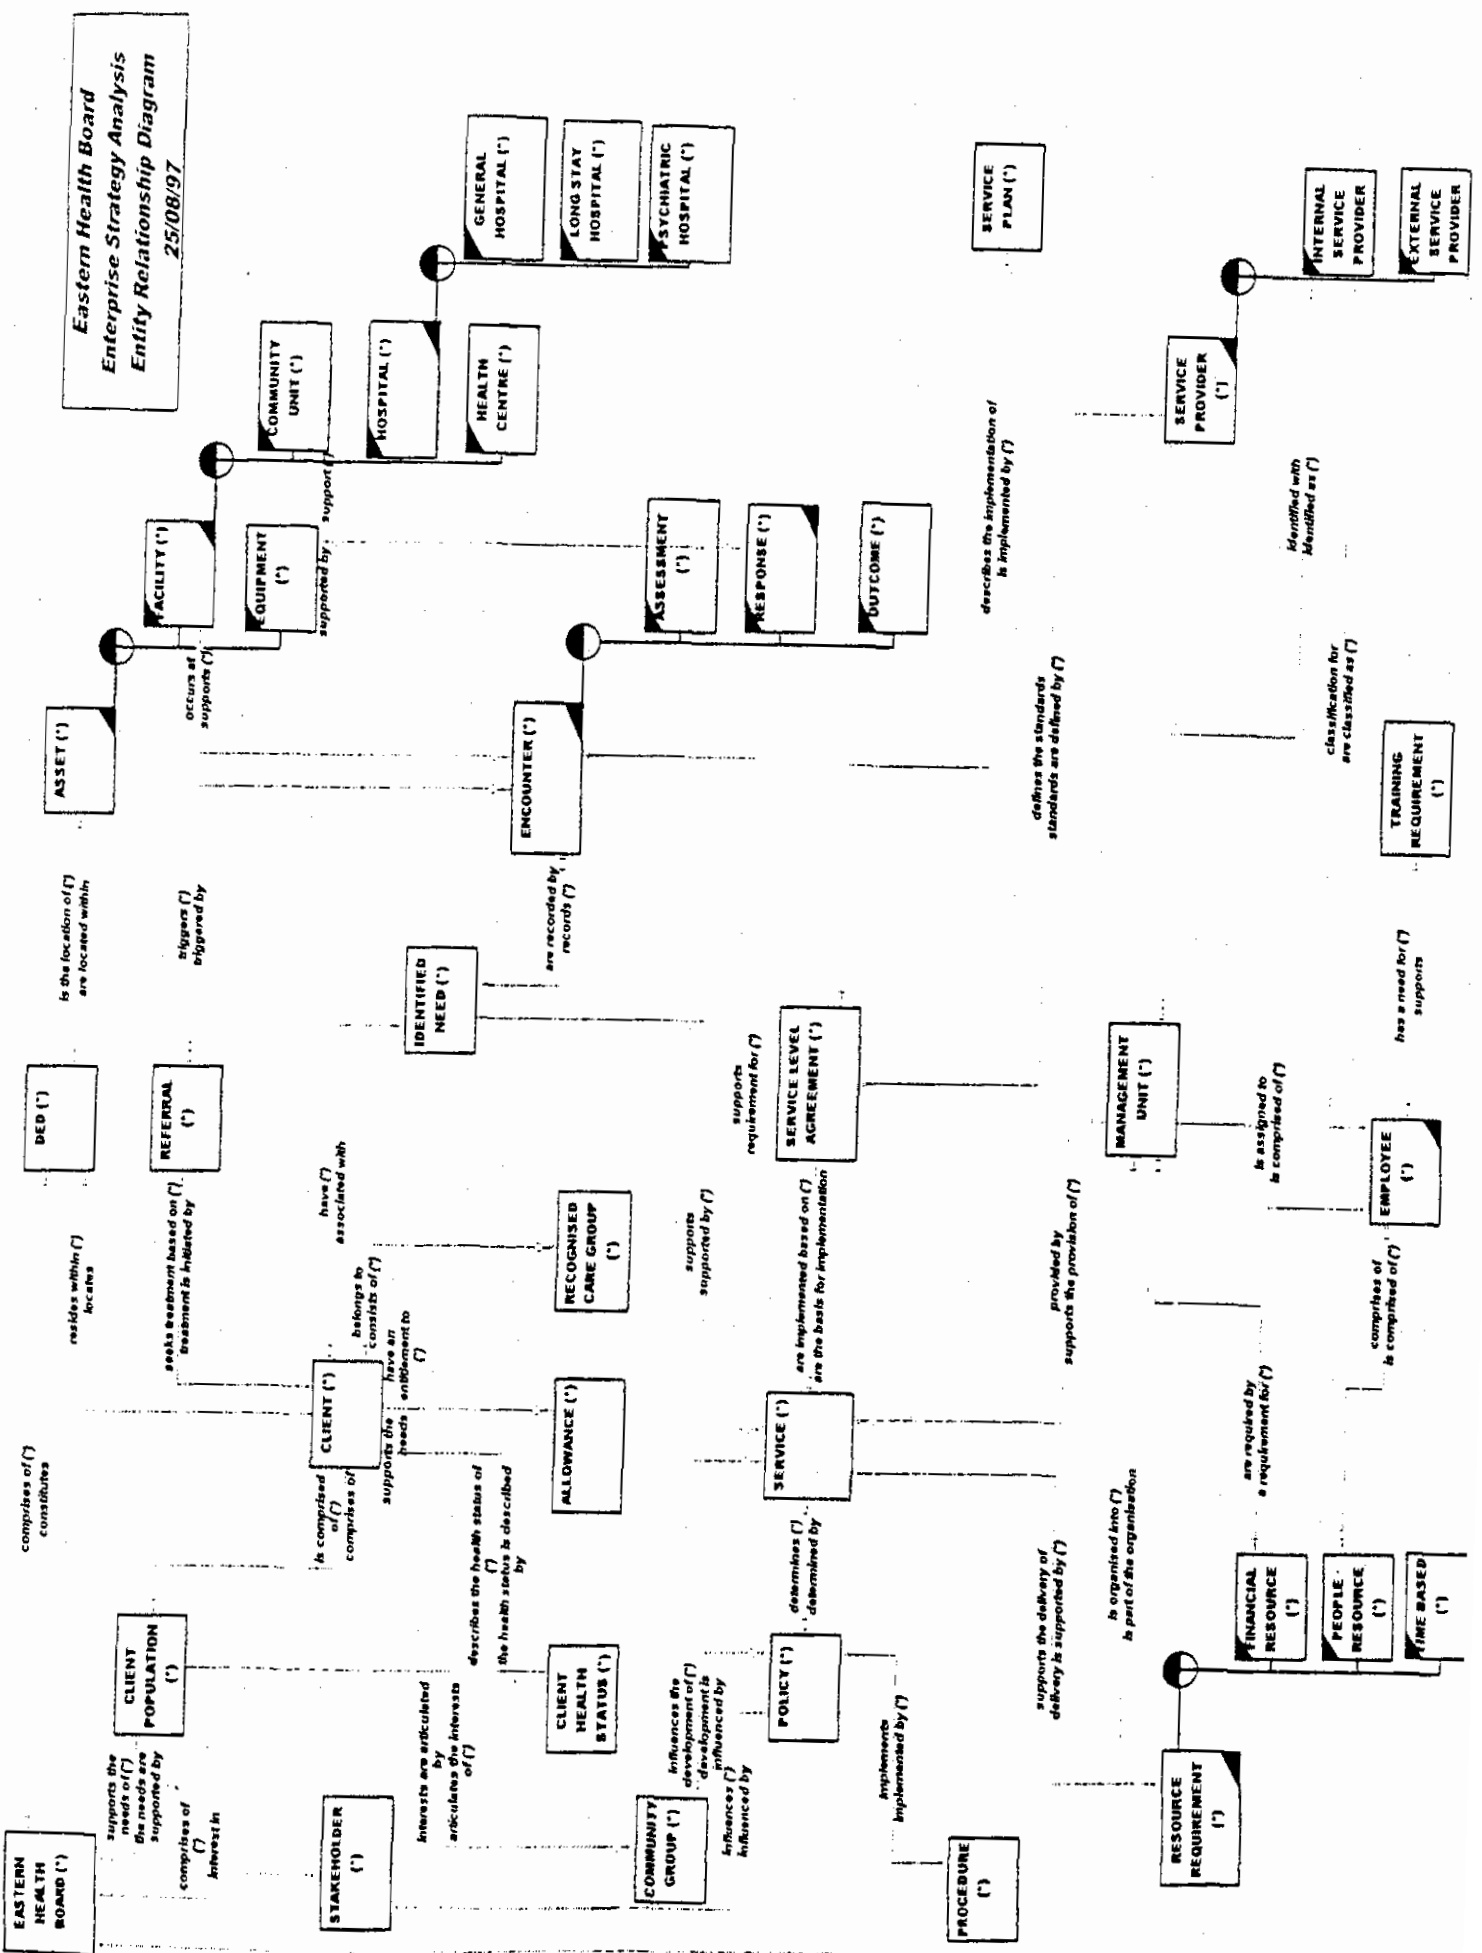 Eastern Health Board
Enterprise Strategy Analysis
Entity Relationship Diagram
25/08/97
GENERAL
HOSPITAL (*)
LONG STAY
HOSPITAL (*)
PSYCHIATRIC
HOSPITAL (*)
SERVICE
PLAN (*)
INTERNAL
SERVICE
PROVIDER
EXTERNAL
SERVICE
PROVIDER
COMMUNITY
UNIT (*)
HOSPITAL (*)
HEALTH
CENTRE (*)
SERVICE
PROVIDER
(*)
support (*)
supported by
describes the implementation of
is implemented by (*)
identified with
identified as (*)
FACILITY (*)
EQUIPMENT
(*)
ASSESSMENT
(*)
RESPONSE (*)
OUTCOME (*)
occurs at
supports (*)
defines the standards
standards are defined by (*)
classification for
are classified as (*)
ASSET (*)
ENCOUNTER (*)
TRAINING
REQUIREMENT
(*)
is the location of (*)
are located within
triggers (*)
triggered by
are recorded by
records (*)
has a need for (*)
supports
IDENTIFIED
NEED (*)
DED (*)
REFERRAL
(*)
SERVICE LEVEL
AGREEMENT (*)
MANAGEMENT
UNIT (*)
EMPLOYEE
(*)
supports
requirement for (*)
is assigned to
is comprised of (*)
resides within (*)
locates
seeks treatment based on (*)
treatment is initiated by
have (*)
associated with
RECOGNISED
CARE GROUP
(*)
supports
supported by (*)
are implemented based on (*)
are the basis for implementation
provided by
supports the provision of (*)
comprises of
is comprised of (*)
belongs to
consists of (*)
have an
entitlement to
(*)
CLIENT (*)
ALLOWANCE (*)
SERVICE (*)
are required by
a requirement for (*)
comprises of (*)
constitutes
is comprised
of (*)
comprises of
supports the
needs
describes the health status of
(*)
the health status is described
by
determines (*)
determined by
supports the delivery of
delivery is supported by (*)
is organised into (*)
is part of the organisation
CLIENT
POPULATION
(*)
CLIENT
HEALTH
STATUS (*)
POLICY (*)
FINANCIAL
RESOURCE
(*)
PEOPLE
RESOURCE
(*)
TIME BASED
(*)
supports the
needs of (*)
the needs are
supported by
comprises of
(*)
interest in
interests are articulated
by
articulates the interests
of (*)
influences the
development of (*)
development is
influenced by
influences (*)
influenced by
implements
implemented by (*)
EASTERN
HEALTH
BOARD (*)
STAKEHOLDER
(*)
COMMUNITY
GROUP (*)
PROCEDURE
(*)
RESOURCE
REQUIREMENT
(*)